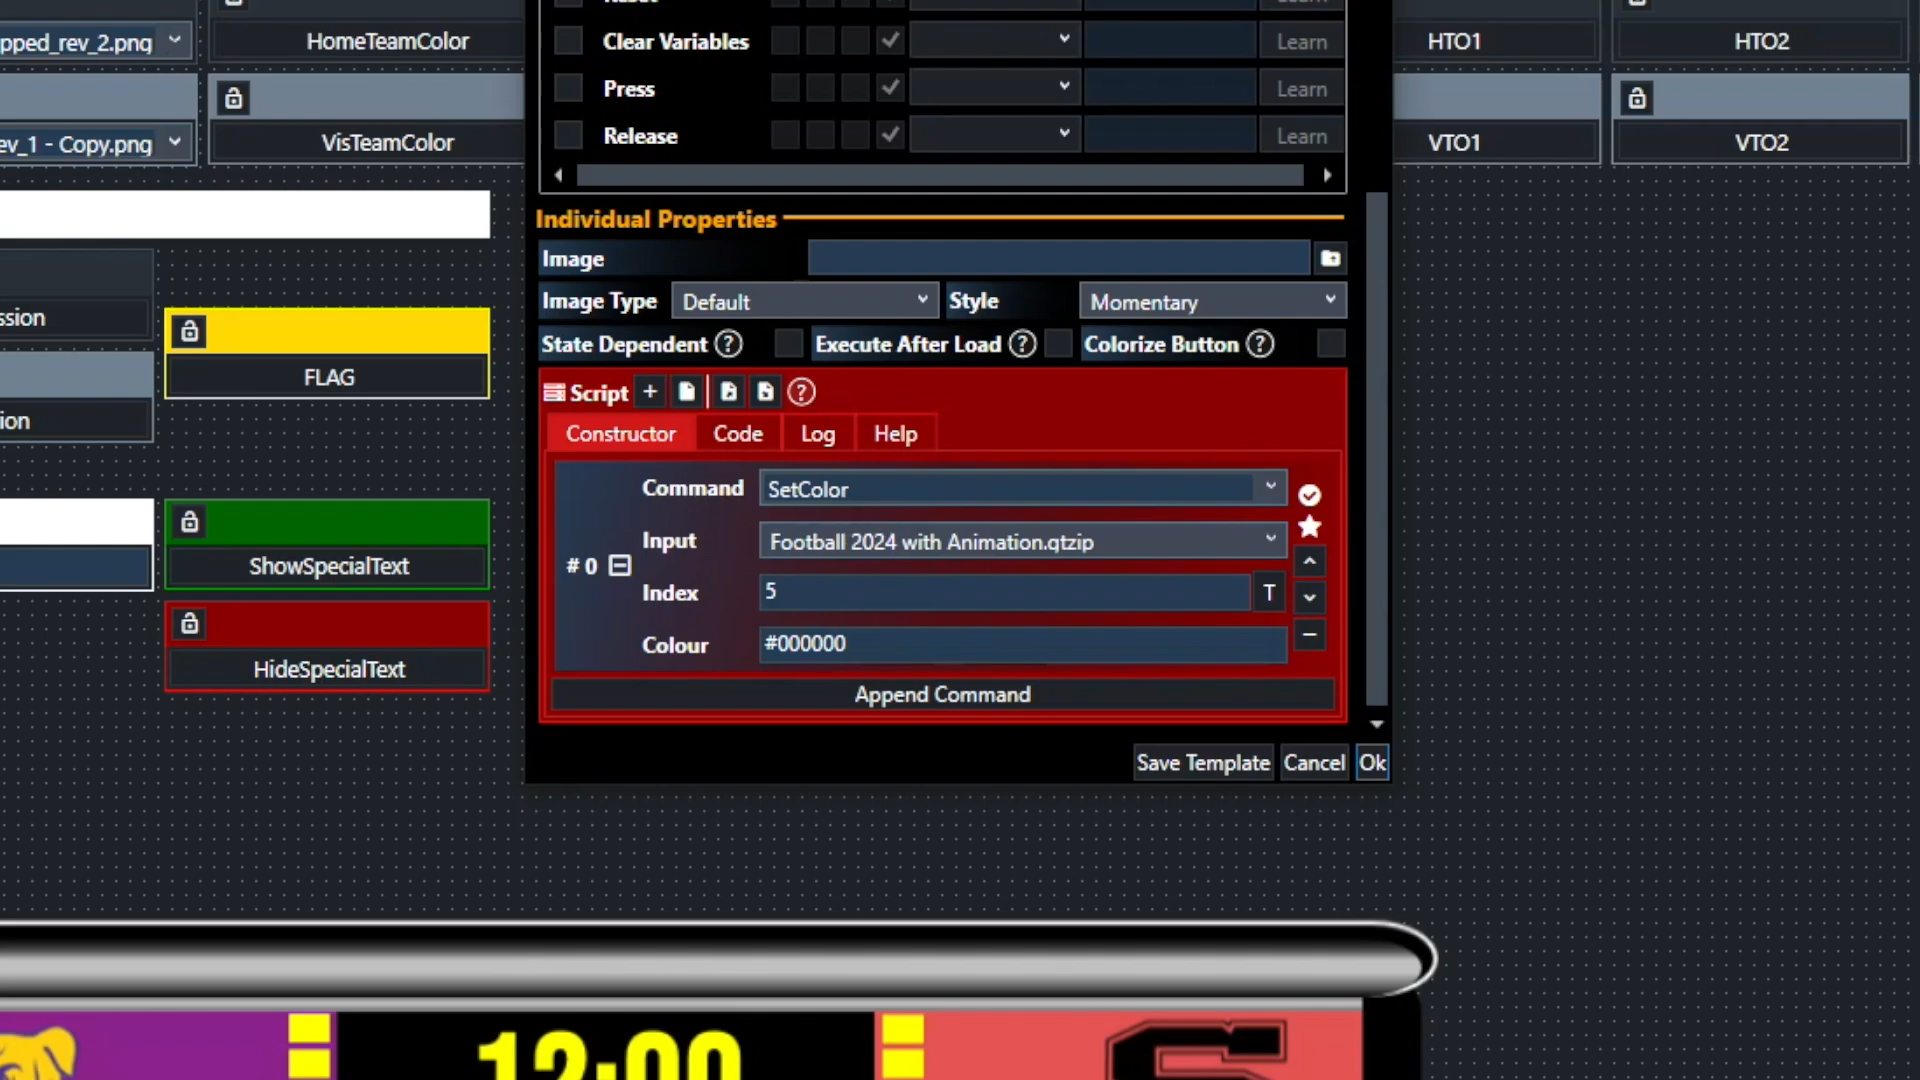 pped_rev_2.png
HomeTeamColor
HTO1
HTO2
Clear Variables
Learn
Press
Learn
ev_1 - Copy.png
VisTeamColor
Release
Learn
VTO1
VTO2
Individual Properties
Image
Image Type
Default
Style
Momentary
ssion
State Dependent ?
Execute After Load ?
Colorize Button ?
FLAG
Script + ?
ion
Constructor
Code
Log
Help
Command
SetColor
Input
Football 2024 with Animation.gtzip
ShowSpecialText
# 0
Index
5
T
Colour
#000000
HideSpecialText
Append Command
Save Template
Cancel
Ok
12:00